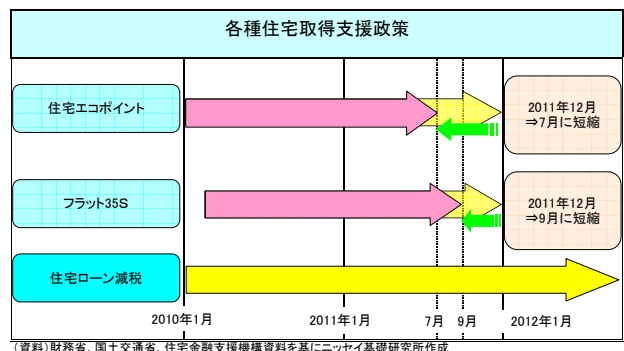 各種住宅取得支援政策
住宅エコポイント
2011年12月
⇒7月に短縮
フラット35S
2011年12月
⇒9月に短縮
住宅ローン減税
2010年1月
2011年1月
7月
9月
2012年1月
(資料)財務省、国土交通省、住宅金融支援機構資料を基にニッセイ基礎研究所作成